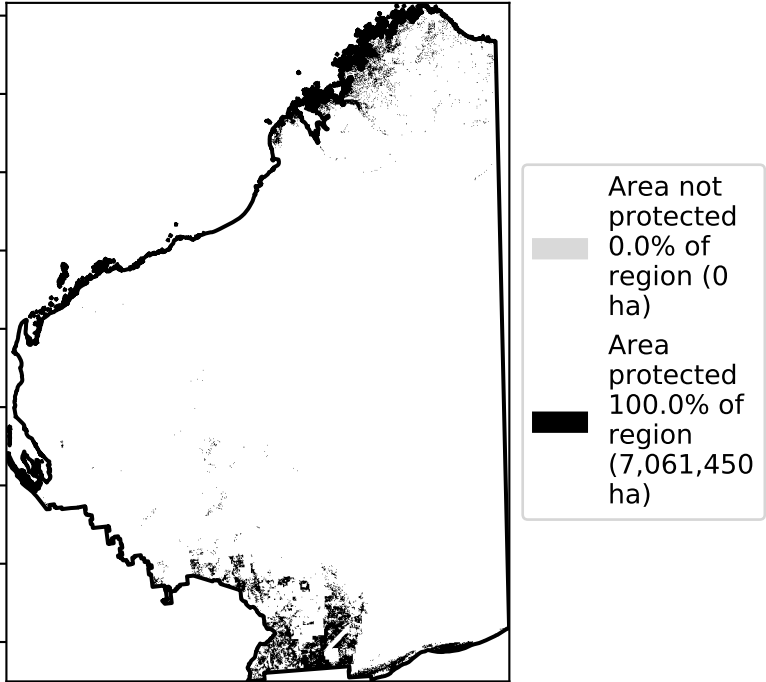 Area not
protected
0.0% of
region (0
ha)
Area
protected
100.0% of
region
(7,061,450
ha)